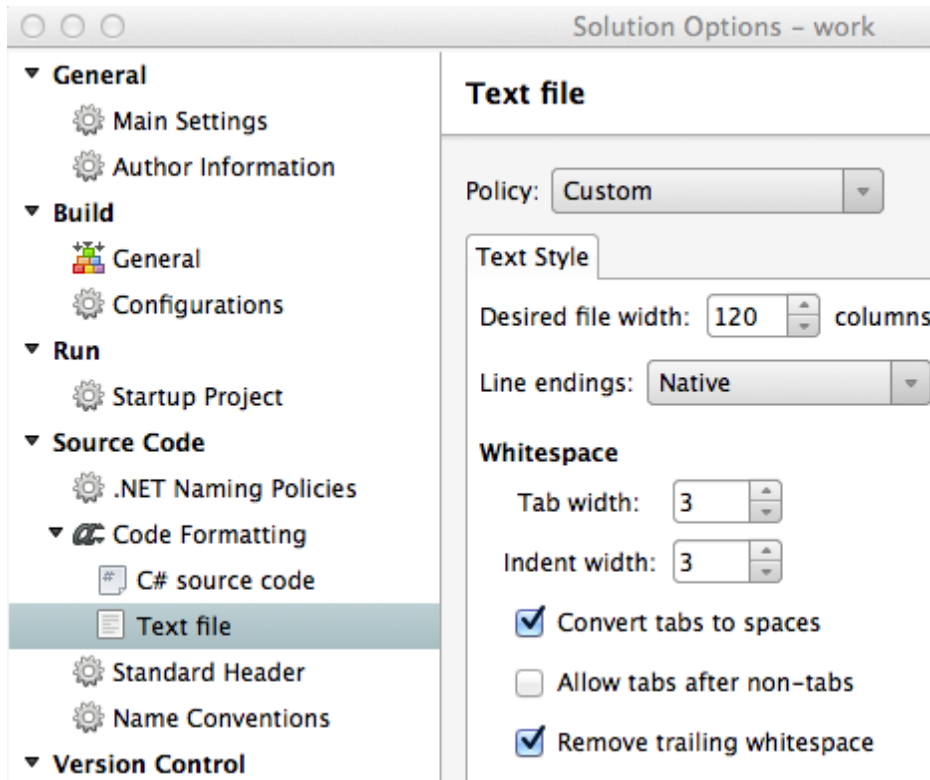 Solution Options – work
General
Main Settings
Author Information
Build
General
Configurations
Run
Startup Project
Source Code
.NET Naming Policies
Code Formatting
C# source code
Text file
Standard Header
Name Conventions
Version Control
Text file
Policy: Custom
Text Style
Desired file width: 120 columns
Line endings: Native
Whitespace
Tab width: 3
Indent width: 3
Convert tabs to spaces
Allow tabs after non-tabs
Remove trailing whitespace